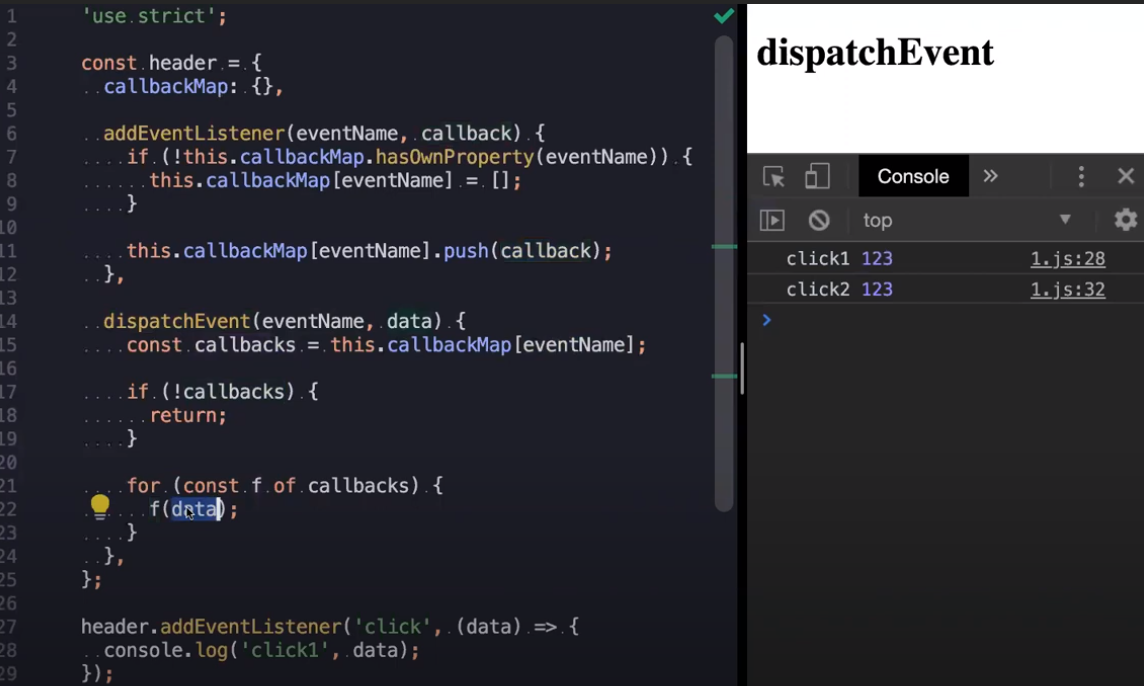 1 'use strict';
2
3 const header = {
4 callbackMap: {},
5
6 addEventListener(eventName, callback) {
7 if (!this.callbackMap.hasOwnProperty(eventName)) {
8 this.callbackMap[eventName] = [];
9 }
10
11 this.callbackMap[eventName].push(callback);
12 },
13
14 dispatchEvent(eventName, data) {
15 const callbacks = this.callbackMap[eventName];
16
17 if (!callbacks) {
18 return;
19 }
20
21 for (const f of callbacks) {
22 f(data);
23 }
24 },
25 };
26
27 header.addEventListener('click', (data) => {
28 console.log('click1', data);
29 });
dispatchEvent
Console
top
click1 123 1.js:28
click2 123 1.js:32